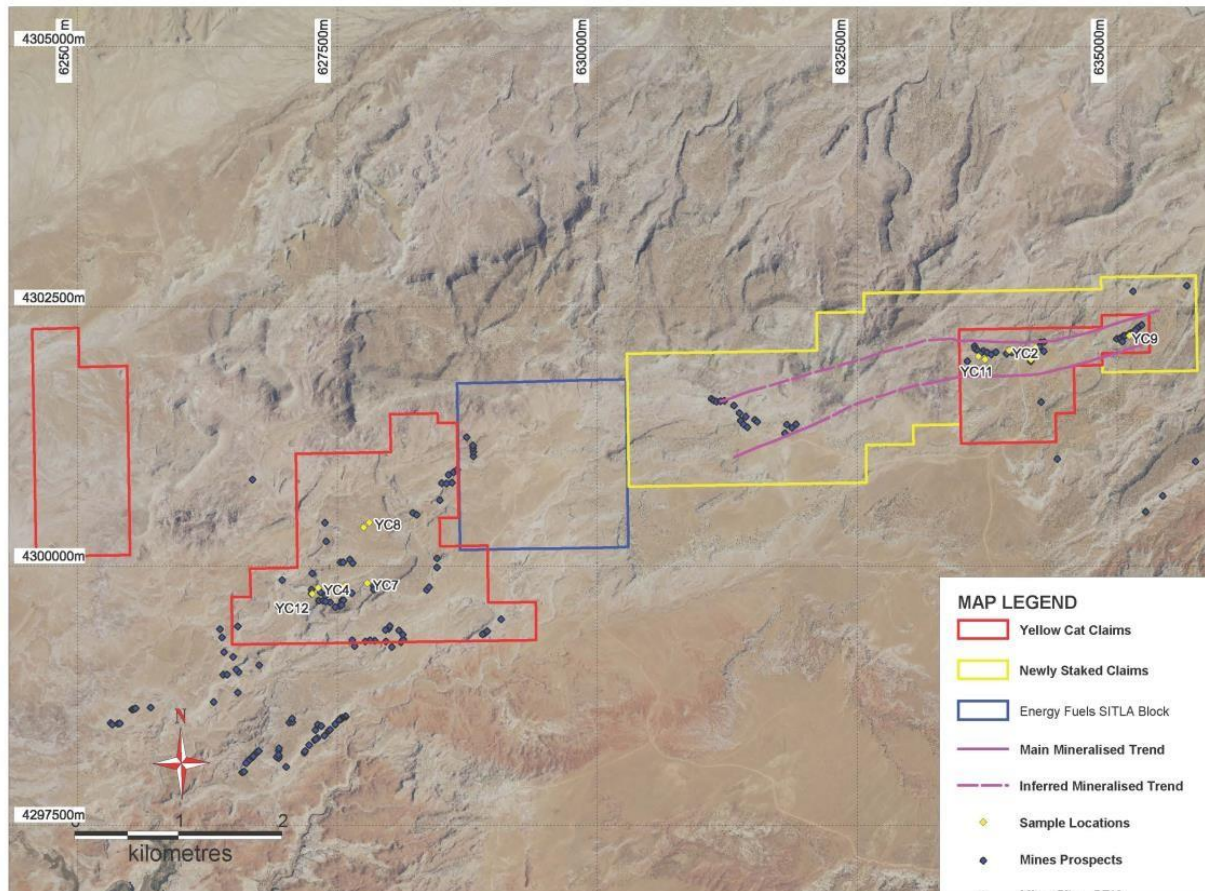 4305000m
625
627500m
630000m
632500m
635000m
4302500m
YC9
YC2
YC11
YC8
4300000m
YC7
YC4
YC12
N
4297500m
0 1 2
kilometres
MAP LEGEND
Yellow Cat Claims
Newly Staked Claims
Energy Fuels SITLA Block
Main Mineralised Trend
Inferred Mineralised Trend
Sample Locations
Mines Prospects